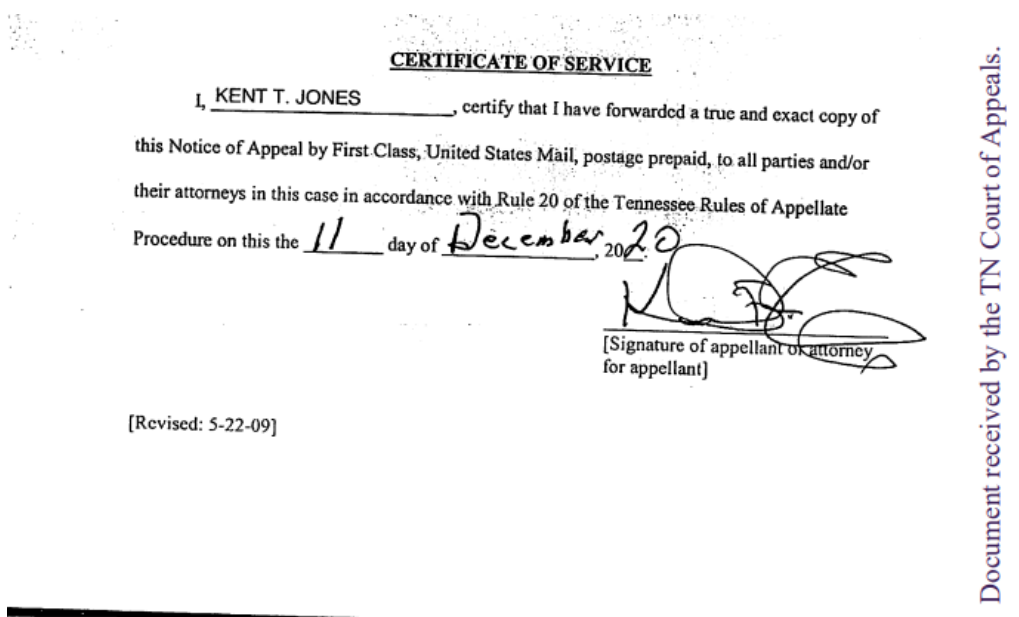 CERTIFICATE OF SERVICE
I, KENT T. JONES, certify that I have forwarded a true and exact copy of
this Notice of Appeal by First Class, United States Mail, postage prepaid, to all parties and/or
their attorneys in this case in accordance with Rule 20 of the Tennessee Rules of Appellate
Procedure on this the 11 day of December, 2020.
[Signature of appellant or attorney
for appellant]
[Revised: 5-22-09]
Document received by the TN Court of Appeals.